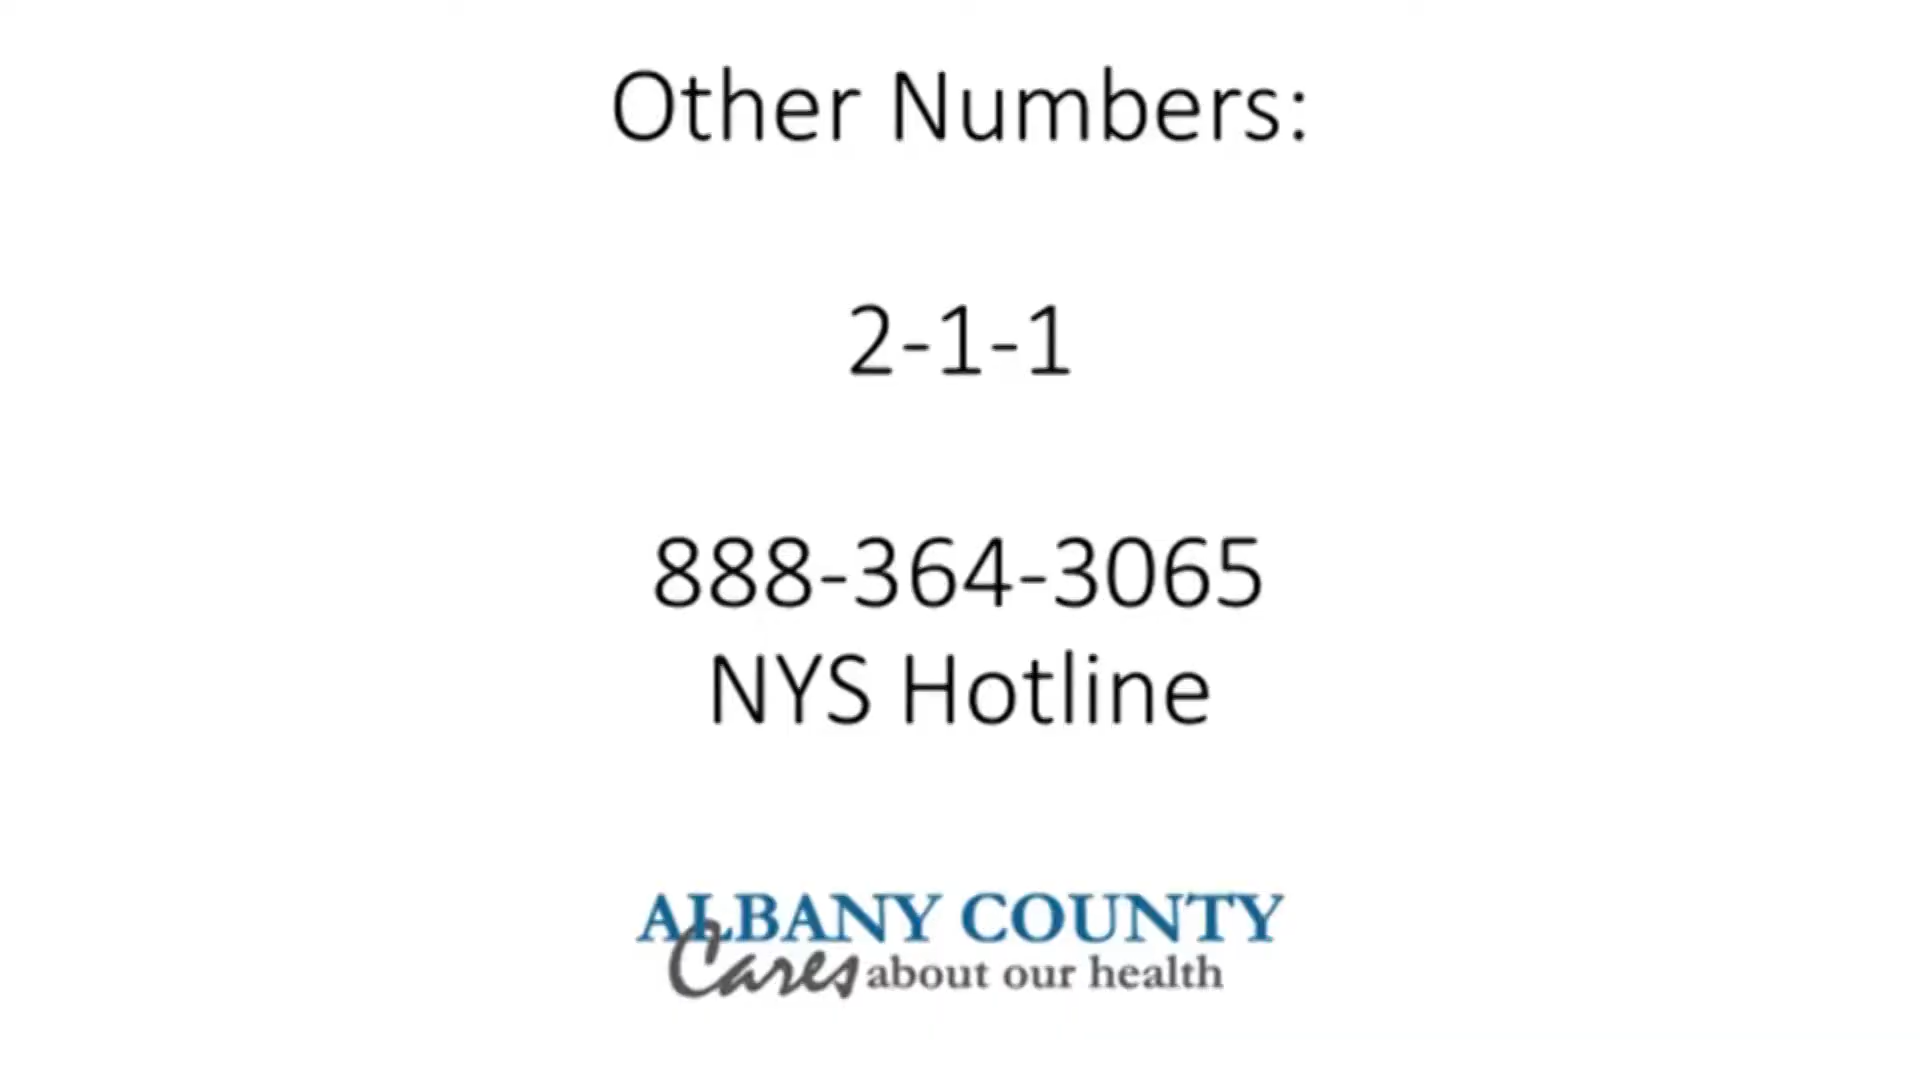 Other Numbers:
2-1-1
888-364-3065
NYS Hotline
ALBANY COUNTY
Cares about our health